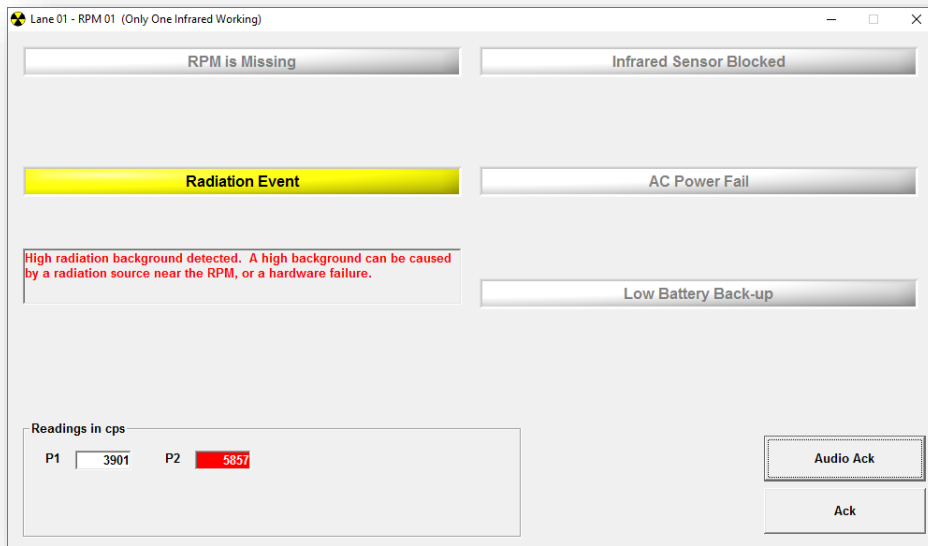 Lane 01 - RPM 01  (Only One Infrared Working)
RPM is Missing
Infrared Sensor Blocked
Radiation Event
AC Power Fail
High radiation background detected.  A high background can be caused
by a radiation source near the RPM, or a hardware failure.
Low Battery Back-up
Readings in cps
P1 3901 P2 5857
Audio Ack
Ack